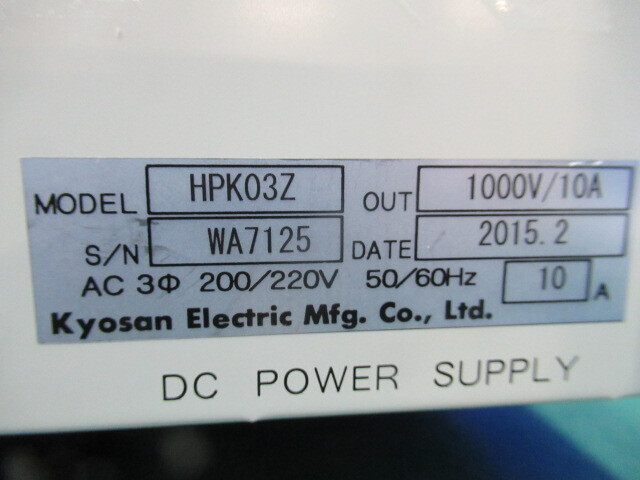 MODEL HPK03Z OUT 1000V/10A
S/N WA7125 DATE 2015.2
AC 3Φ 200/220V 50/60Hz 10 A
Kyosan Electric Mfg. Co., Ltd.
DC POWER SUPPLY